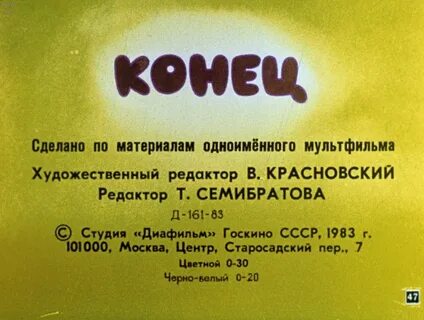 КОНЕЦ
Сделано по материалам одноимённого мультфильма
Художественный редактор В. КРАСНОВСКИЙ
Редактор Т. СЕМИБРАТОВА
Д-161-83
© Студия «Диафильм» Госкино СССР, 1983 г.
101000, Москва, Центр, Старосадский пер., 7
Цветной 0-30
Черно-белый 0-20
47